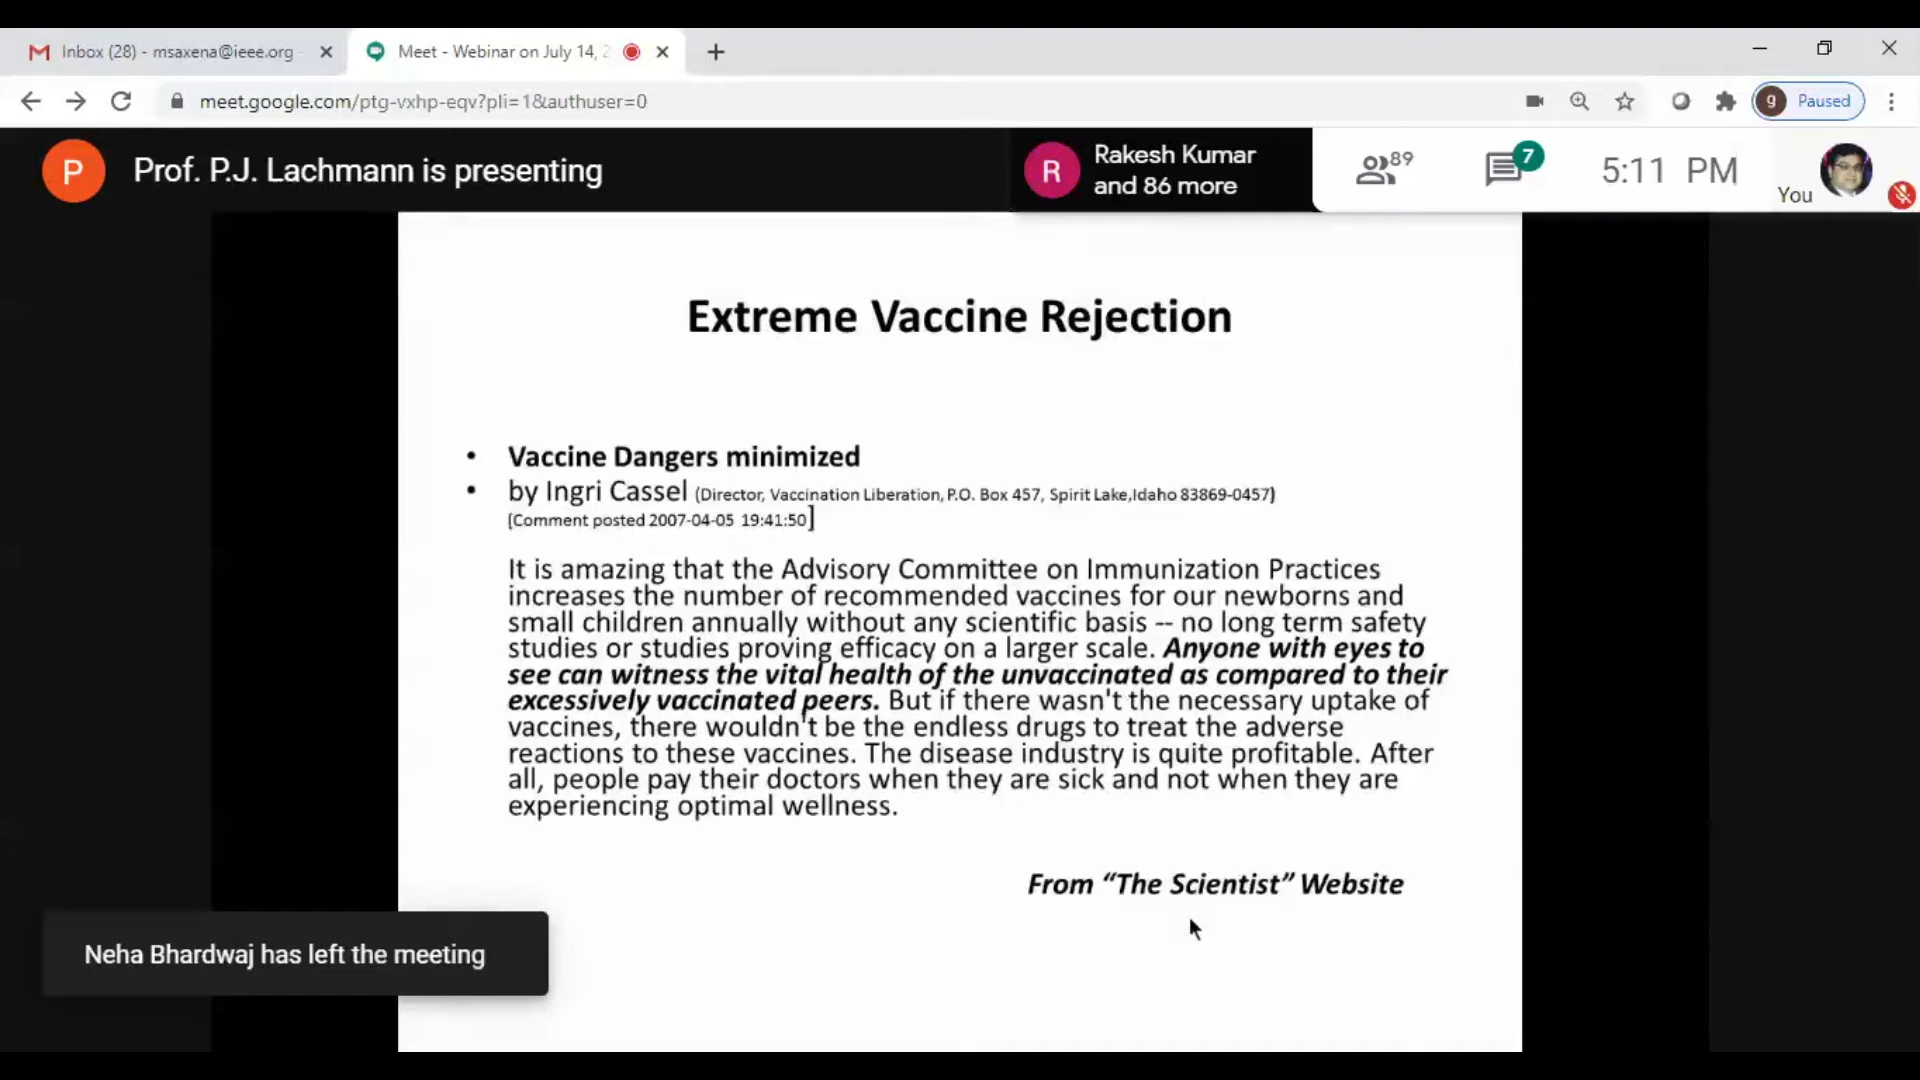 Inbox (28) - msaxena@ieee.org
Meet - Webinar on July 14, 2
meet.google.com/ptg-vxhp-eqv?pli=1&authuser=0
g Paused
P Prof. P.J. Lachmann is presenting
R Rakesh Kumar
and 86 more
89
7
5:11 PM
You
Extreme Vaccine Rejection
• Vaccine Dangers minimized
• by Ingri Cassel (Director, Vaccination Liberation, P.O. Box 457, Spirit Lake,Idaho 83869-0457)
[Comment posted 2007-04-05 19:41:50]
It is amazing that the Advisory Committee on Immunization Practices
increases the number of recommended vaccines for our newborns and
small children annually without any scientific basis -- no long term safety
studies or studies proving efficacy on a larger scale. Anyone with eyes to
see can witness the vital health of the unvaccinated as compared to their
excessively vaccinated peers. But if there wasn't the necessary uptake of
vaccines, there wouldn't be the endless drugs to treat the adverse
reactions to these vaccines. The disease industry is quite profitable. After
all, people pay their doctors when they are sick and not when they are
experiencing optimal wellness.
From “The Scientist” Website
Neha Bhardwaj has left the meeting